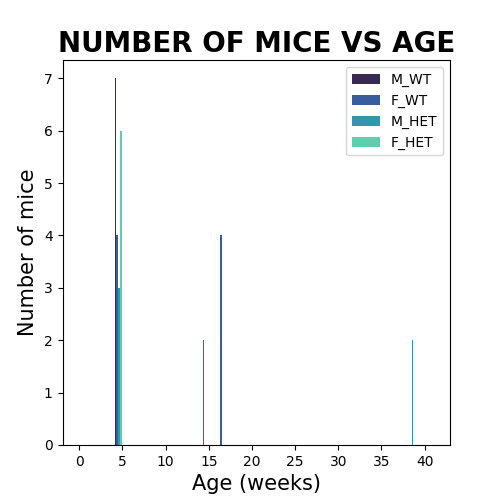 NUMBER OF MICE VS AGE
M_WT
F_WT
M_HET
F_HET
Number of mice
7
6
5
4
3
2
1
0
0 5 10 15 20 25 30 35 40
Age (weeks)